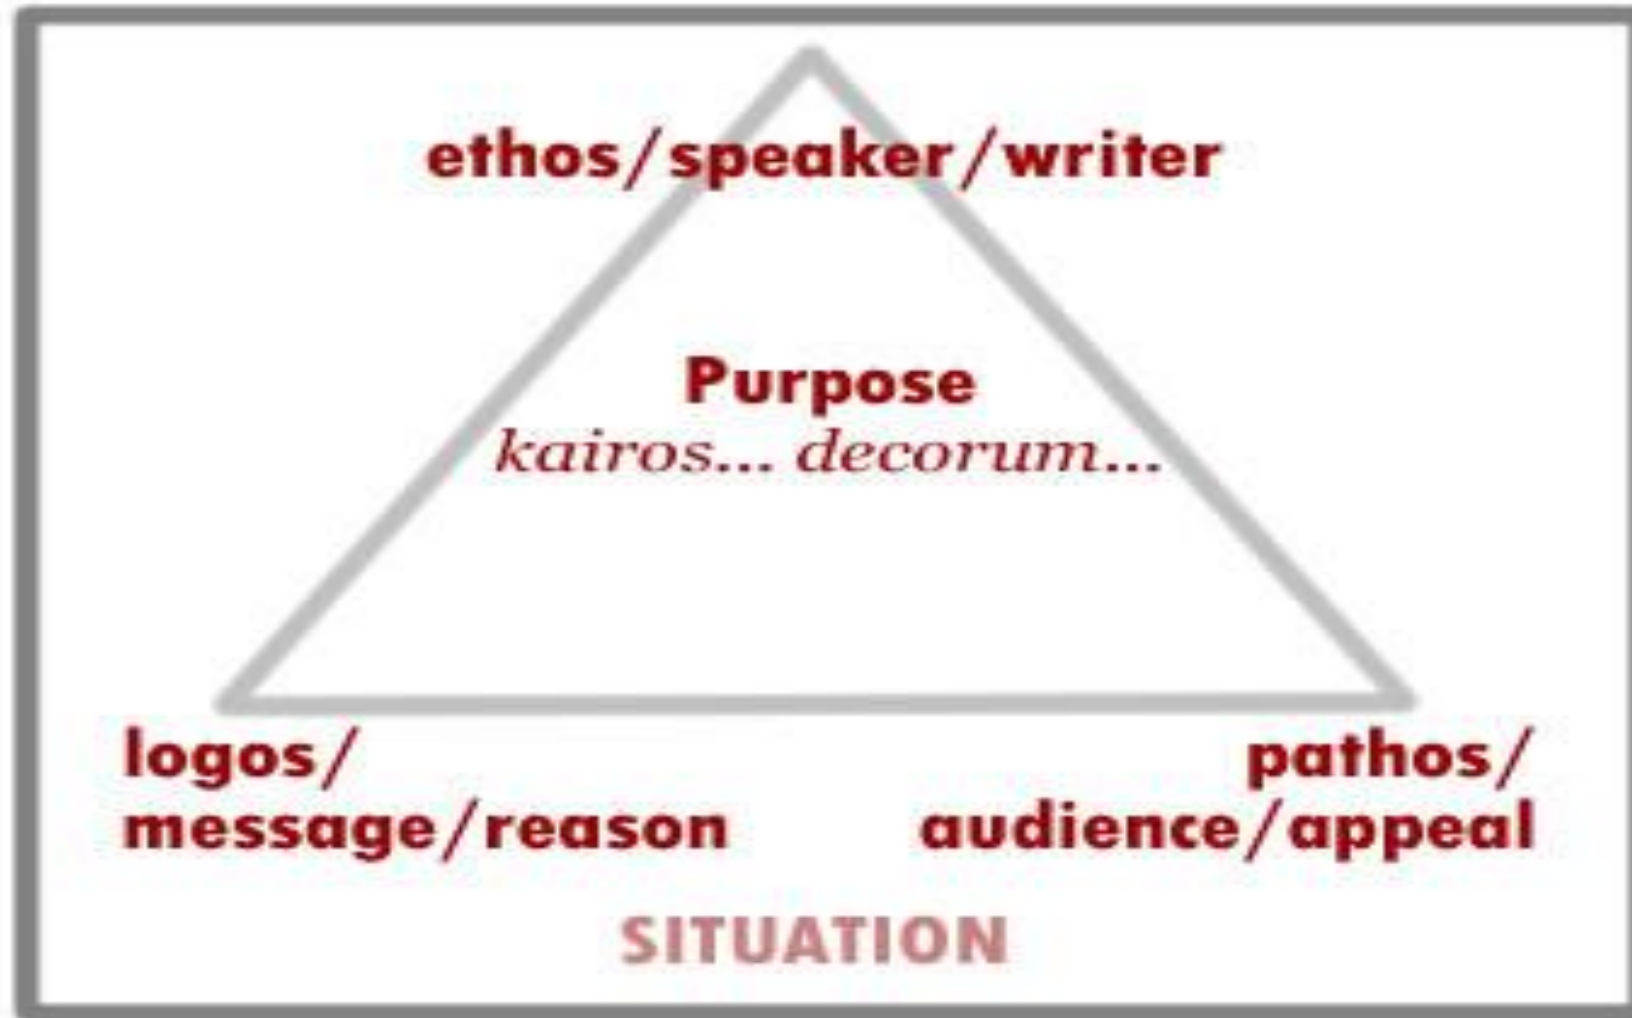 ethos/speaker/writer
Purpose
kairos... decorum...
logos/
message/reason
pathos/
audience/appeal
SITUATION